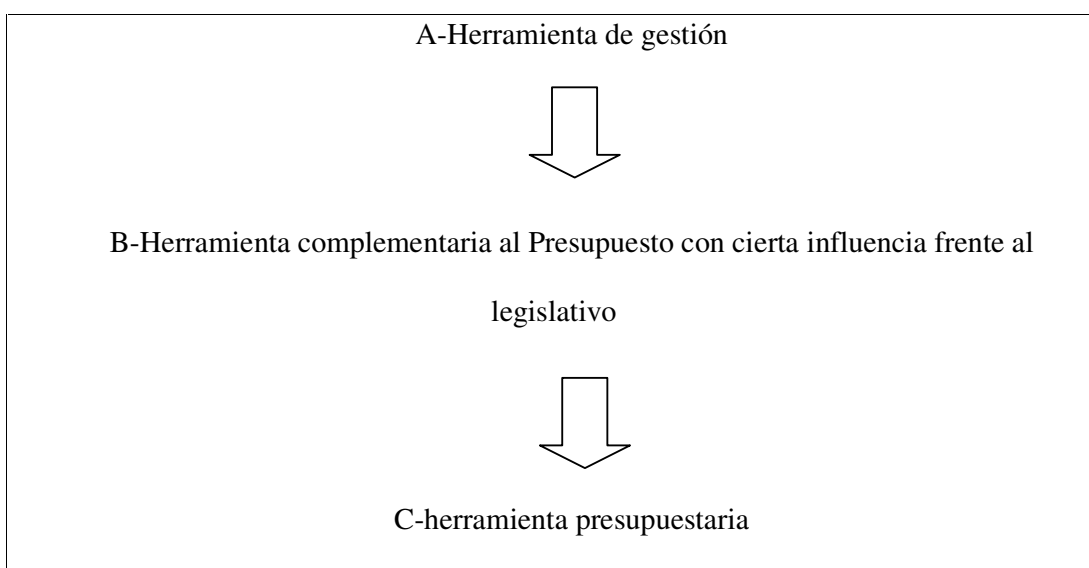 A-Herramienta de gestión
B-Herramienta complementaria al Presupuesto con cierta influencia frente al
legislativo
C-herramienta presupuestaria